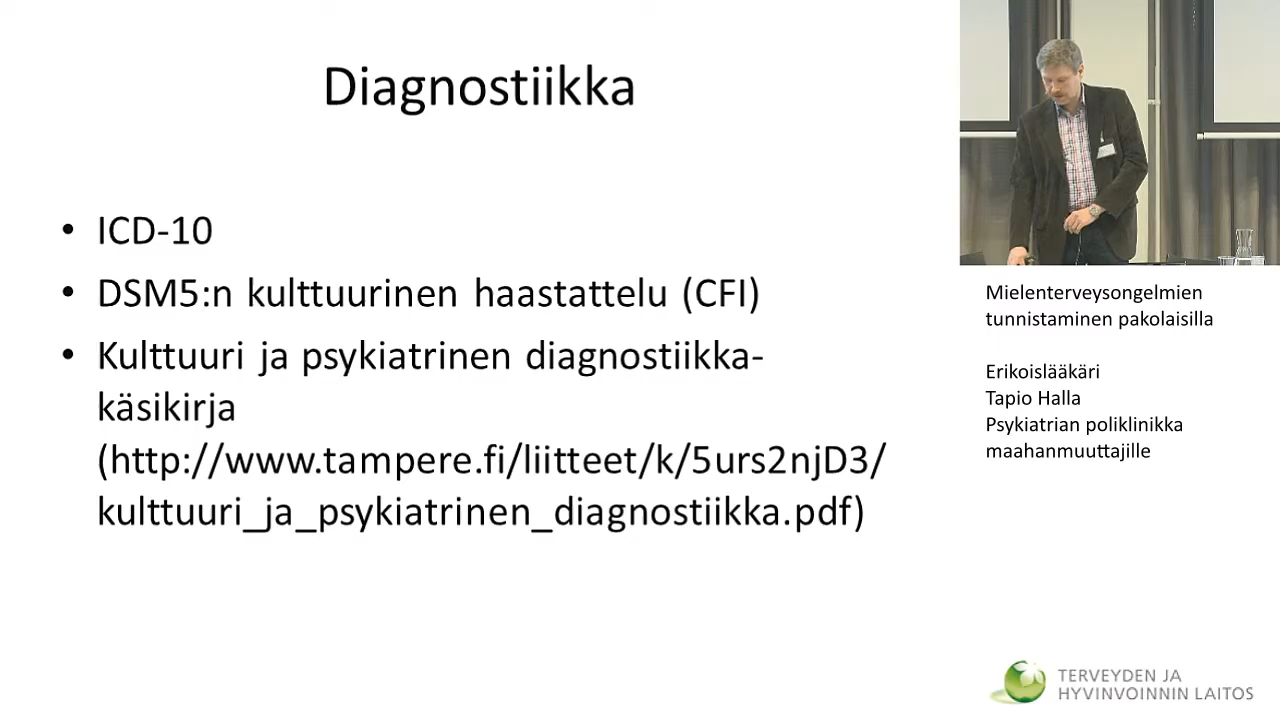 Diagnostiikka
• ICD-10
• DSM5:n kulttuurinen haastattelu (CFI)
• Kulttuuri ja psykiatrinen diagnostiikka-
käsikirja
(http://www.tampere.fi/liitteet/k/5urs2njD3/
kulttuuri_ja_psykiatrinen_diagnostiikka.pdf)
Mielenterveysongelmien
tunnistaminen pakolaisilla
Erikoislääkäri
Tapio Halla
Psykiatrian poliklinikka
maahanmuuttajille
TERVEYDEN JA
HYVINVOINNIN LAITOS